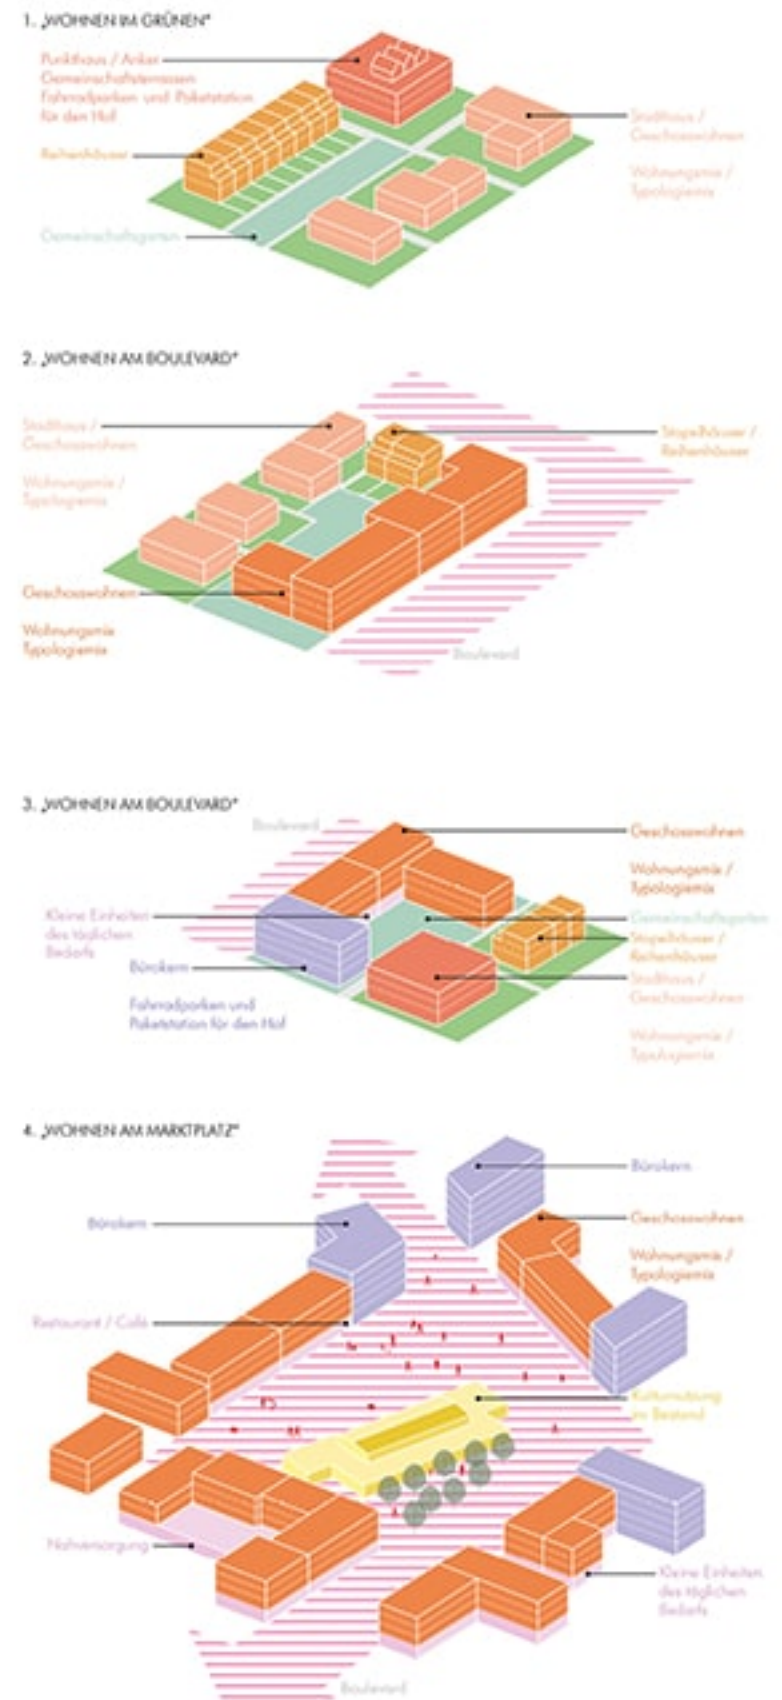 1. „WOHNEN IM GRÜNEN"
Punkthaus / Anker
Gemeinschaftsterrassen
Fahrradparken und Paketstation
für den Hof
Reihenhäuser
Gemeinschaftsgarten
Stadthaus /
Geschosswohnen
Wohnungsmix /
Typologiemix
2. „WOHNEN AM BOULEVARD"
Stadthaus /
Geschosswohnen
Wohnungsmix /
Typologiemix
Geschosswohnen
Wohnungsmix
Typologiemix
Stapelhäuser /
Reihenhäuser
Boulevard
3. „WOHNEN AM BOULEVARD"
Boulevard
Kleine Einheiten
des täglichen
Bedarfs
Bürokern
Fahrradparken und
Paketstation für den Hof
Geschosswohnen
Wohnungsmix /
Typologiemix
Gemeinschaftsgarten
Stapelhäuser /
Reihenhäuser
Stadthaus /
Geschosswohnen
Wohnungsmix /
Typologiemix
4. „WOHNEN AM MARKTPLATZ"
Bürokern
Restaurant / Café
Nahversorgung
Bürokern
Geschosswohnen
Wohnungsmix /
Typologiemix
Kulturnutzung
im Bestand
Kleine Einheiten
des täglichen
Bedarfs
Boulevard